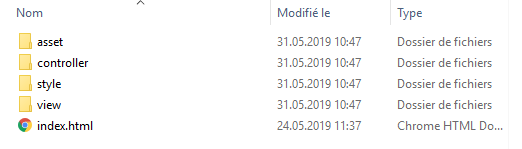 Nom Modifié le Type
asset 31.05.2019 10:47 Dossier de fichiers
controller 31.05.2019 10:47 Dossier de fichiers
style 31.05.2019 10:47 Dossier de fichiers
view 31.05.2019 10:47 Dossier de fichiers
index.html 24.05.2019 11:37 Chrome HTML Do...